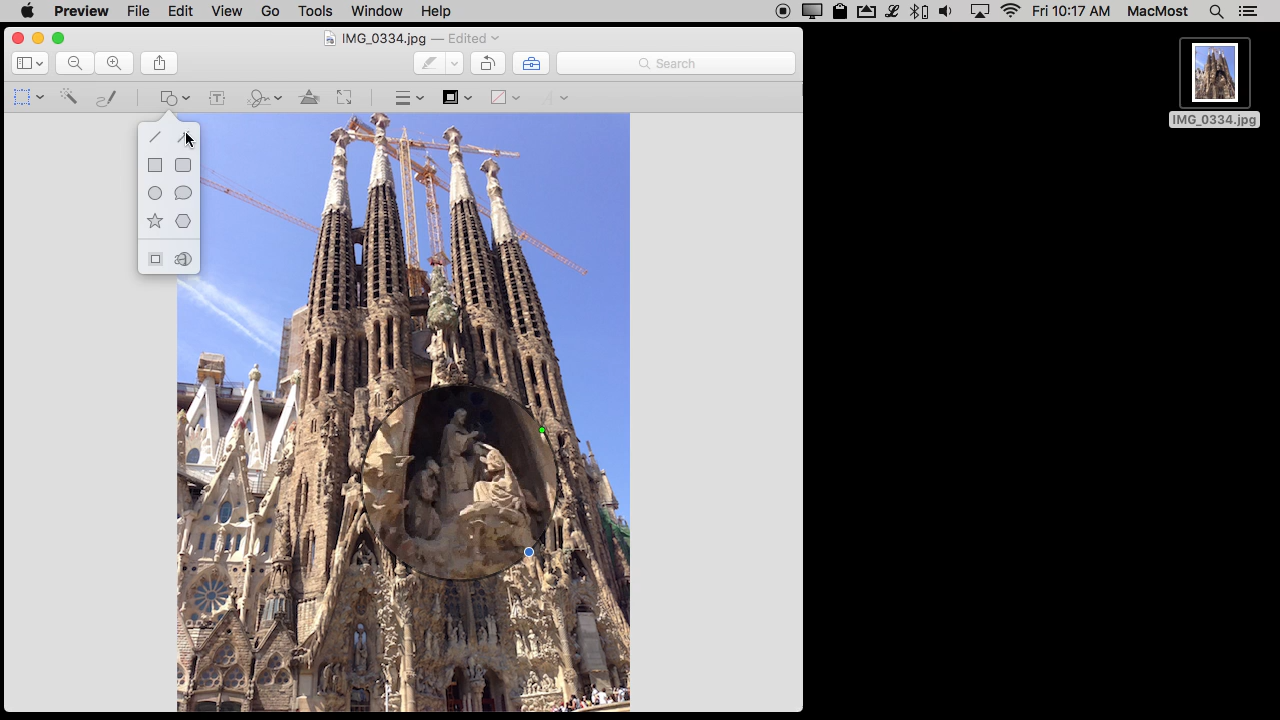 Preview File Edit View Go Tools Window Help Fri 10:17 AM MacMost
IMG_0334.jpg — Edited
Search
IMG_0334.jpg